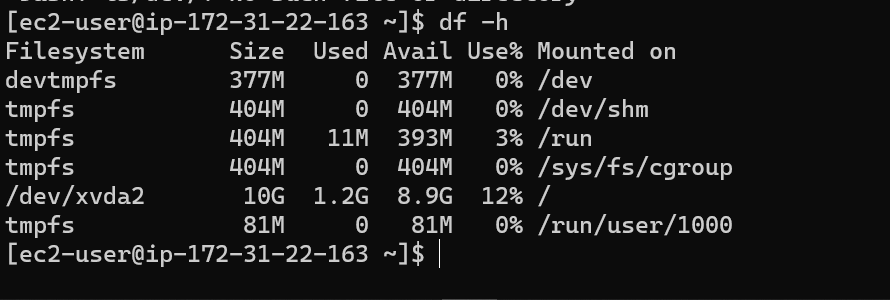 [ec2-user@ip-172-31-22-163 ~]$ df -h
Filesystem      Size  Used Avail Use% Mounted on
devtmpfs        377M     0  377M   0% /dev
tmpfs           404M     0  404M   0% /dev/shm
tmpfs           404M   11M  393M   3% /run
tmpfs           404M     0  404M   0% /sys/fs/cgroup
/dev/xvda2       10G  1.2G  8.9G  12% /
tmpfs            81M     0   81M   0% /run/user/1000
[ec2-user@ip-172-31-22-163 ~]$